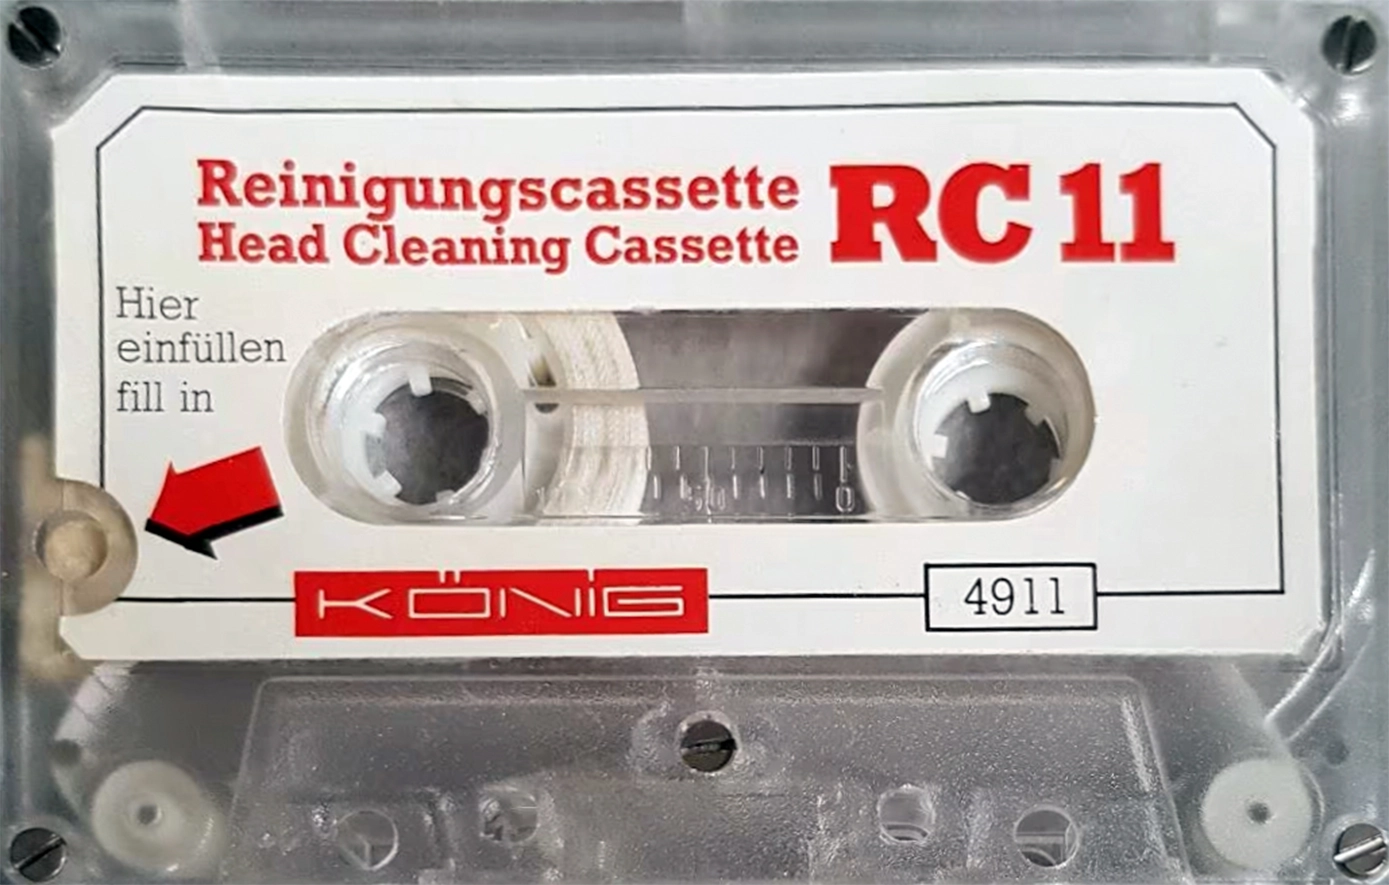 Reinigungscassette RC 11
Head Cleaning Cassette
Hier
einfüllen
fill in
KÖNIG
4911